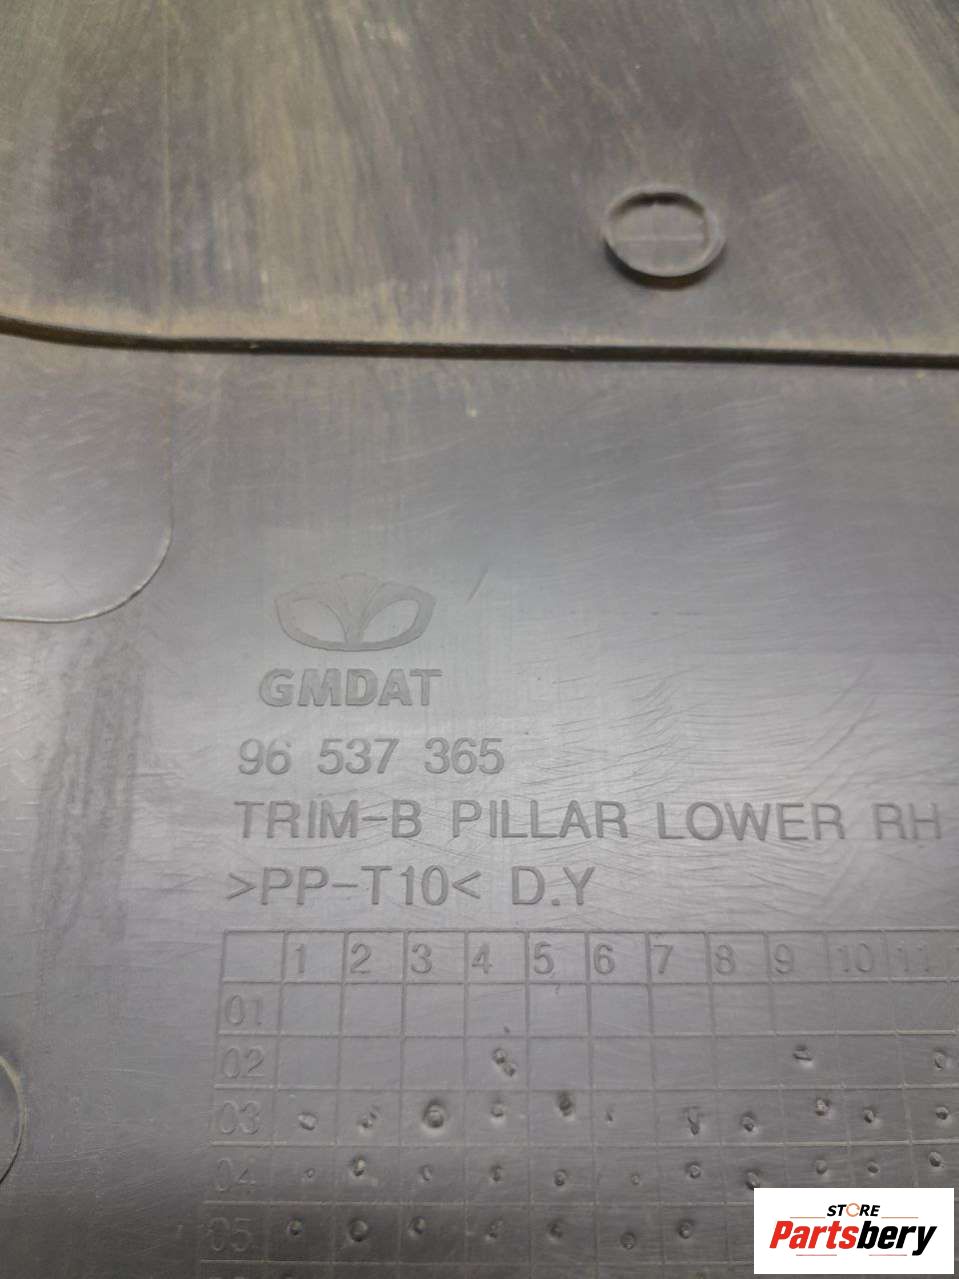 GMDAT
96 537 365
TRIM-B PILLAR LOWER RH
>PP-T10< D.Y
1 2 3 4 5 6 7 8 9 10 11
01
02
03
04
05
STORE
Partsbery